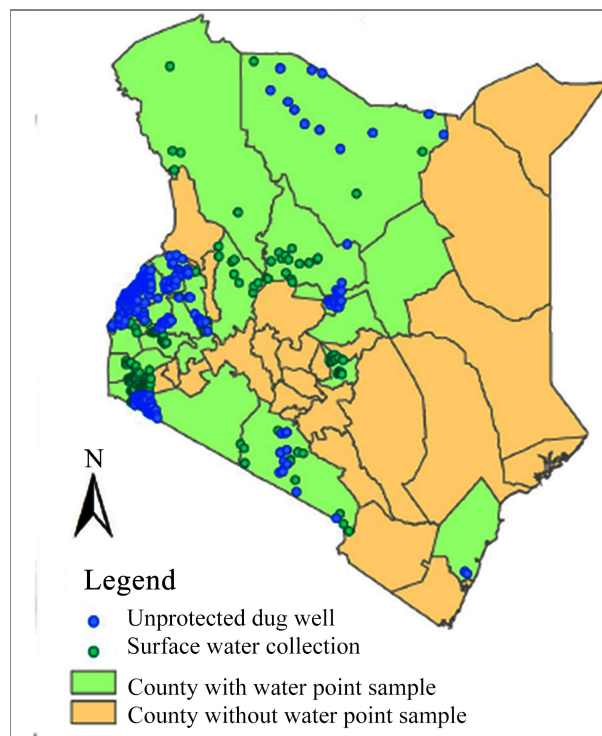 N
Legend
Unprotected dug well
Surface water collection
County with water point sample
County without water point sample